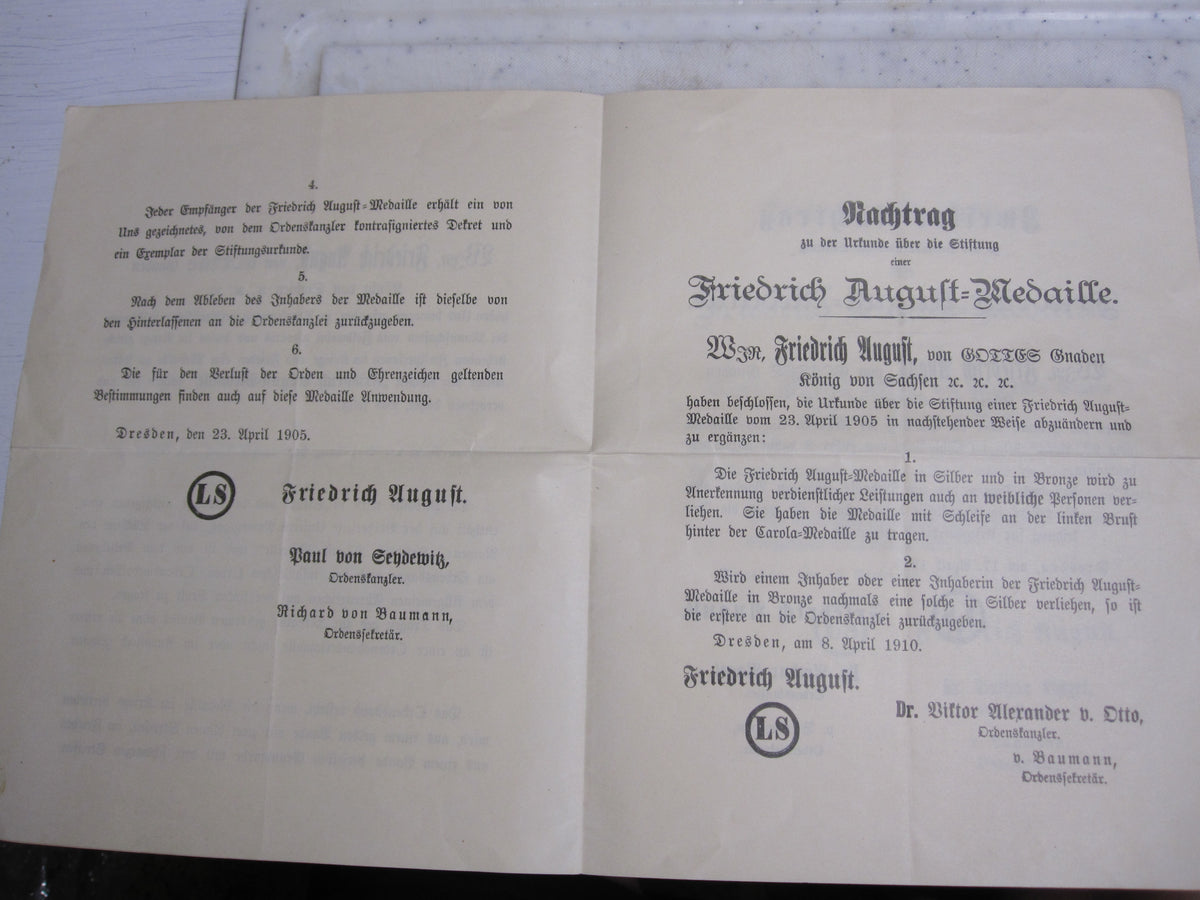 4.
Jeder Empfänger der Friedrich August-Medaille erhält ein von
Uns gezeichnetes, von dem Ordenskanzler kontrasigniertes Dekret und
ein Exemplar der Stiftungsurkunde.
5.
Nach dem Ableben des Inhabers der Medaille ist dieselbe von
den Hinterlassenen an die Ordenskanzlei zurückzugeben.
6.
Die für den Verlust der Orden und Ehrenzeichen geltenden
Bestimmungen finden auch auf diese Medaille Anwendung.
Dresden, den 23. April 1905.
LS Friedrich August.
Paul von Seydewitz,
Ordenskanzler.
Richard von Baumann,
Ordenssekretär.
Nachtrag
zu der Urkunde über die Stiftung
einer
Friedrich August-Medaille.
WIR, Friedrich August, von GOTTES Gnaden
König von Sachsen ꝛc. ꝛc. ꝛc.
haben beschlossen, die Urkunde über die Stiftung einer Friedrich August-
Medaille vom 23. April 1905 in nachstehender Weise abzuändern und
zu ergänzen:
1.
Die Friedrich August-Medaille in Silber und in Bronze wird zu
Anerkennung verdienstlicher Leistungen auch an weibliche Personen ver-
liehen. Sie haben die Medaille mit Schleife an der linken Brust
hinter der Carola-Medaille zu tragen.
2.
Wird einem Inhaber oder einer Inhaberin der Friedrich August-
Medaille in Bronze nachmals eine solche in Silber verliehen, so ist
die erstere an die Ordenskanzlei zurückzugeben.
Dresden, am 8. April 1910.
Friedrich August.
LS
Dr. Viktor Alexander v. Otto,
Ordenskanzler.
v. Baumann,
Ordenssekretär.